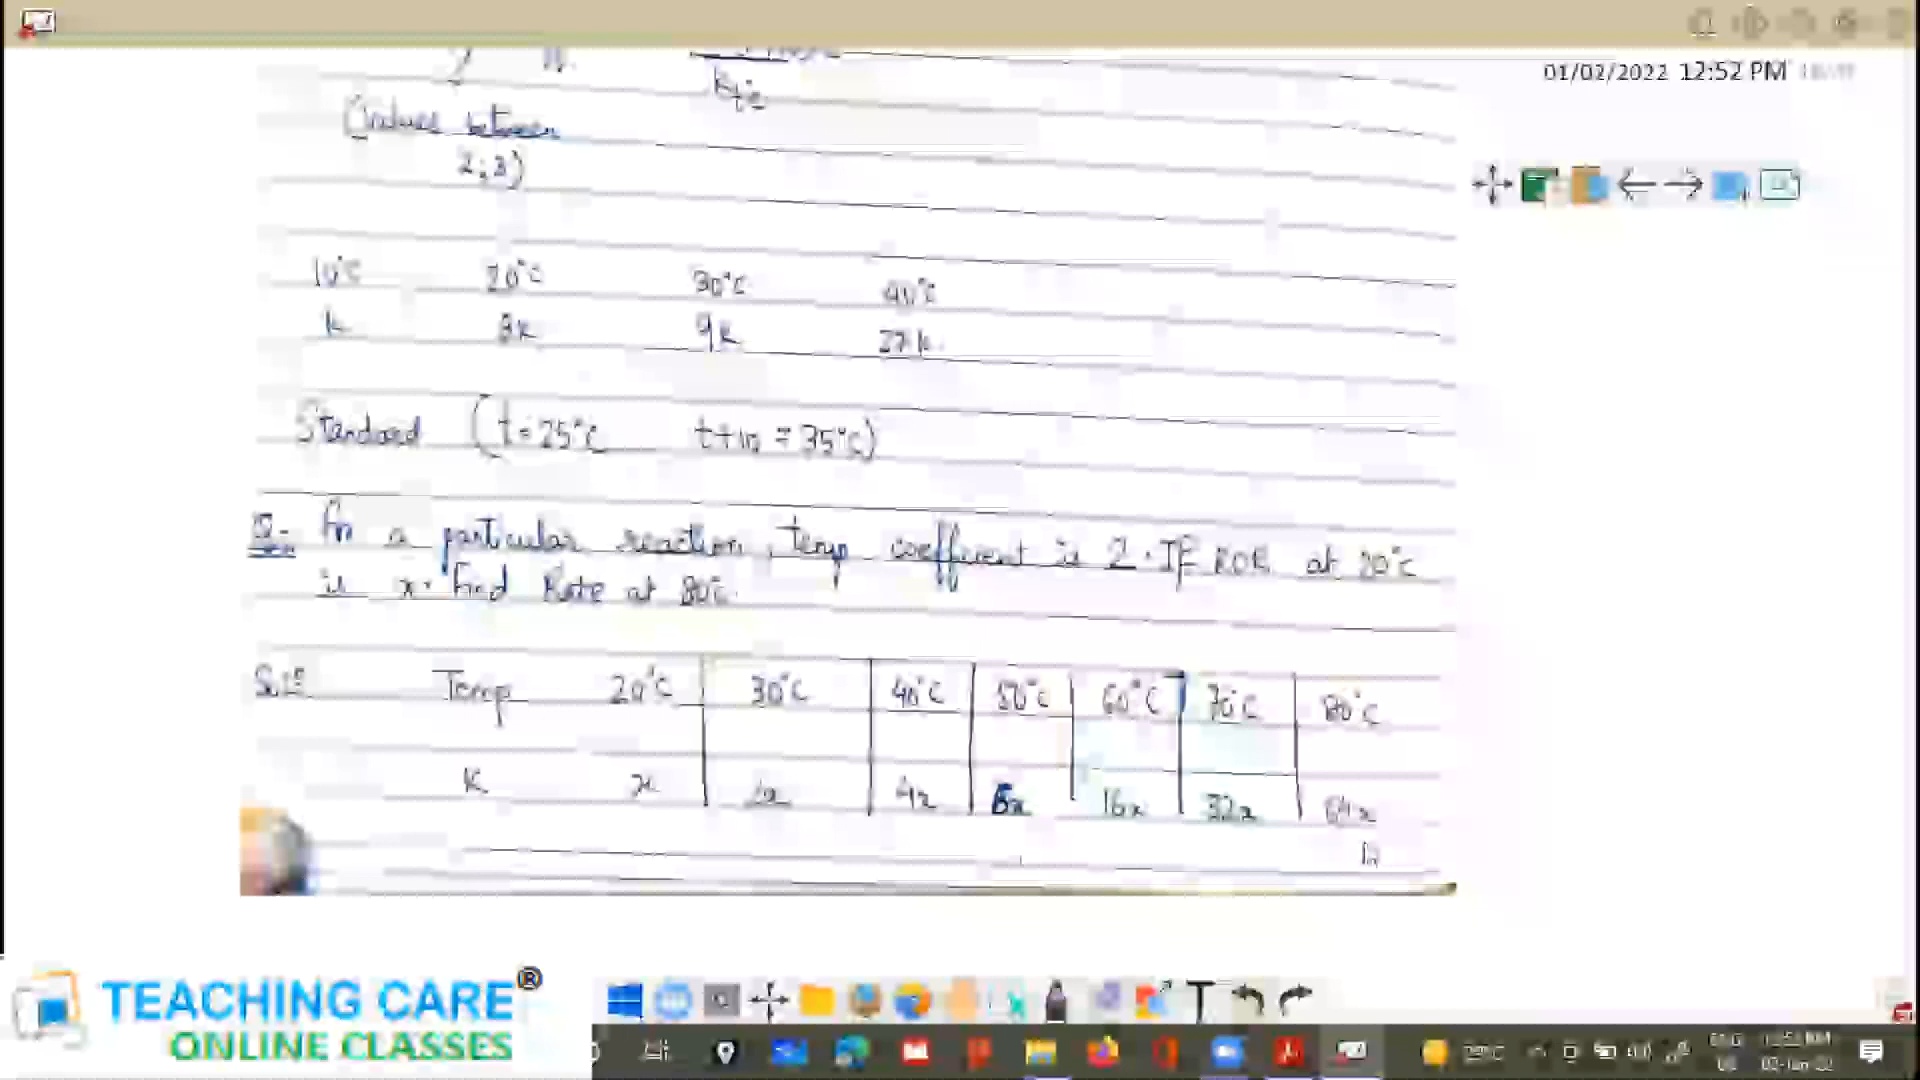 01/02/2022 12:52 PM
(Values between
2,3)
10°C 20°C 30°C 40°C
k 3k 9k 27k
Standard (t=25°C t+10=35°C)
Q- For a particular reaction, temp coefficient is 2. If ROR at 20°C
is x. Find Rate at 80°C.
Sol: Temp 20°C 30°C 40°C 50°C 60°C 70°C 80°C
K x 2x 4x 8x 16x 32x 64x
TEACHING CARE®
ONLINE CLASSES